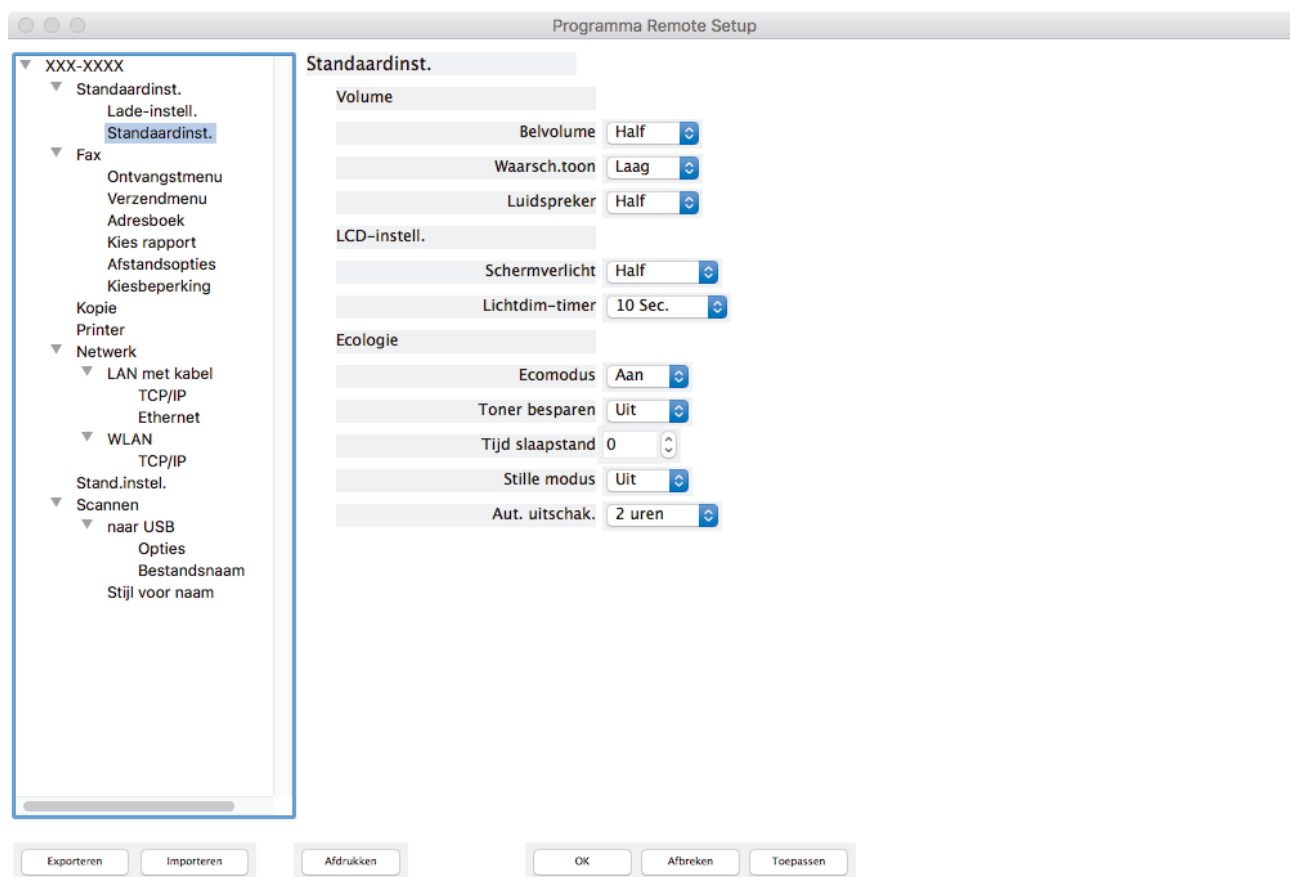 Programma Remote Setup
XXX-XXXX
Standaardinst.
Lade-instell.
Standaardinst.
Fax
Ontvangstmenu
Verzendmenu
Adresboek
Kies rapport
Afstandsopties
Kiesbeperking
Kopie
Printer
Netwerk
LAN met kabel
TCP/IP
Ethernet
WLAN
TCP/IP
Stand.instel.
Scannen
naar USB
Opties
Bestandsnaam
Stijl voor naam
Standaardinst.
Volume
Belvolume Half
Waarsch.toon Laag
Luidspreker Half
LCD-instell.
Schermverlicht Half
Lichtdim-timer 10 Sec.
Ecologie
Ecomodus Aan
Toner besparen Uit
Tijd slaapstand 0
Stille modus Uit
Aut. uitschak. 2 uren
Exporteren Importeren Afdrukken OK Afbreken Toepassen